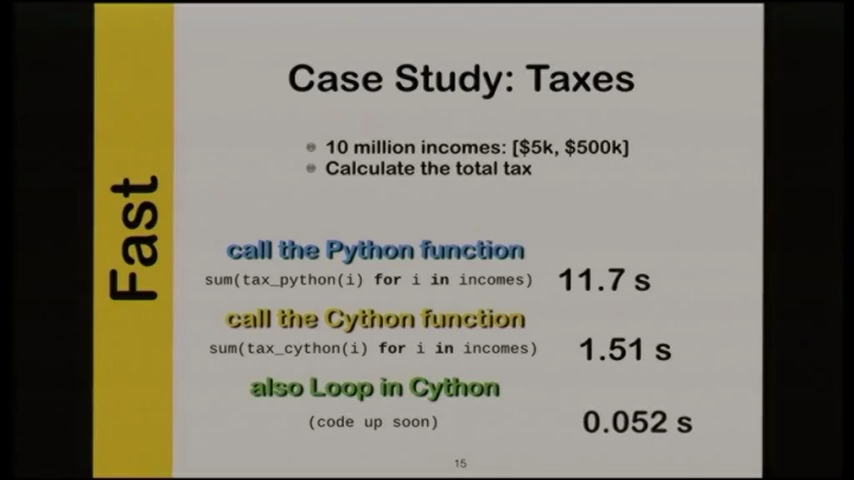 Fast
Case Study: Taxes
10 million incomes: [$5k, $500k]
Calculate the total tax
call the Python function
sum(tax_python(i) for i in incomes)
11.7 s
call the Cython function
sum(tax_cython(i) for i in incomes)
1.51 s
also Loop in Cython
(code up soon)
0.052 s
15